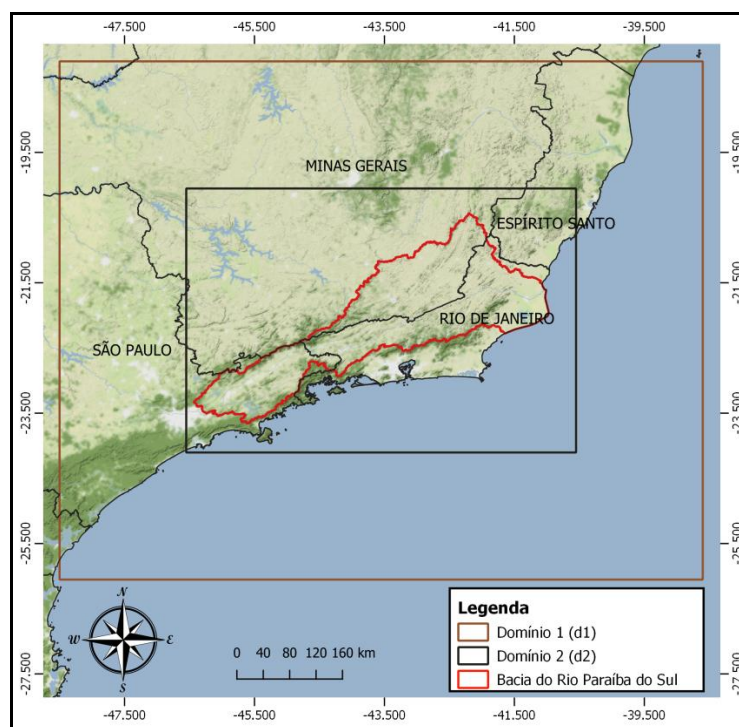 -47.500 -45.500 -43.500 -41.500 -39.500
-19.500 -19.500
MINAS GERAIS
ESPÍRITO SANTO
-21.500 -21.500
RIO DE JANEIRO
SÃO PAULO
-23.500 -23.500
-25.500 -25.500
N
W E
S
0 40 80 120 160 km
Legenda
Domínio 1 (d1)
Domínio 2 (d2)
Bacia do Rio Paraíba do Sul
-27.500 -27.500
-47.500 -45.500 -43.500 -41.500 -39.500